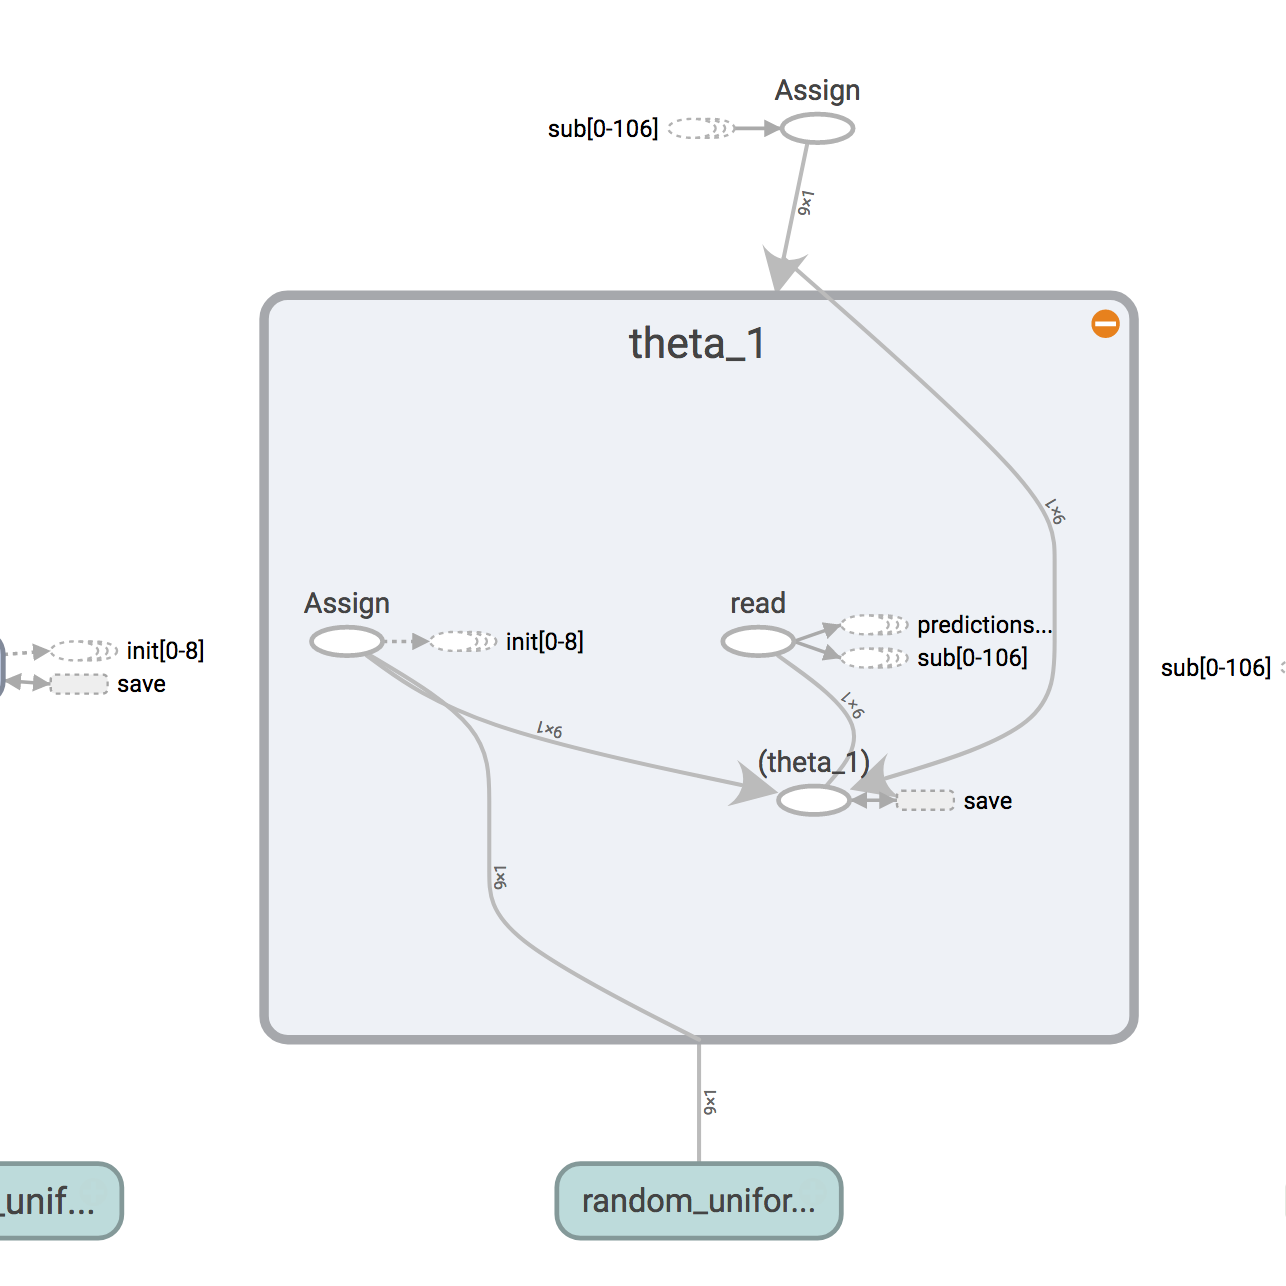 Assign
sub[0-106]
9×1
theta_1
9×1
Assign
init[0-8]
read
predictions...
sub[0-106]
init[0-8]
save
sub[0-106]
9×1
9×1
(theta_1)
save
9×1
9×1
_unif...
random_unifor...